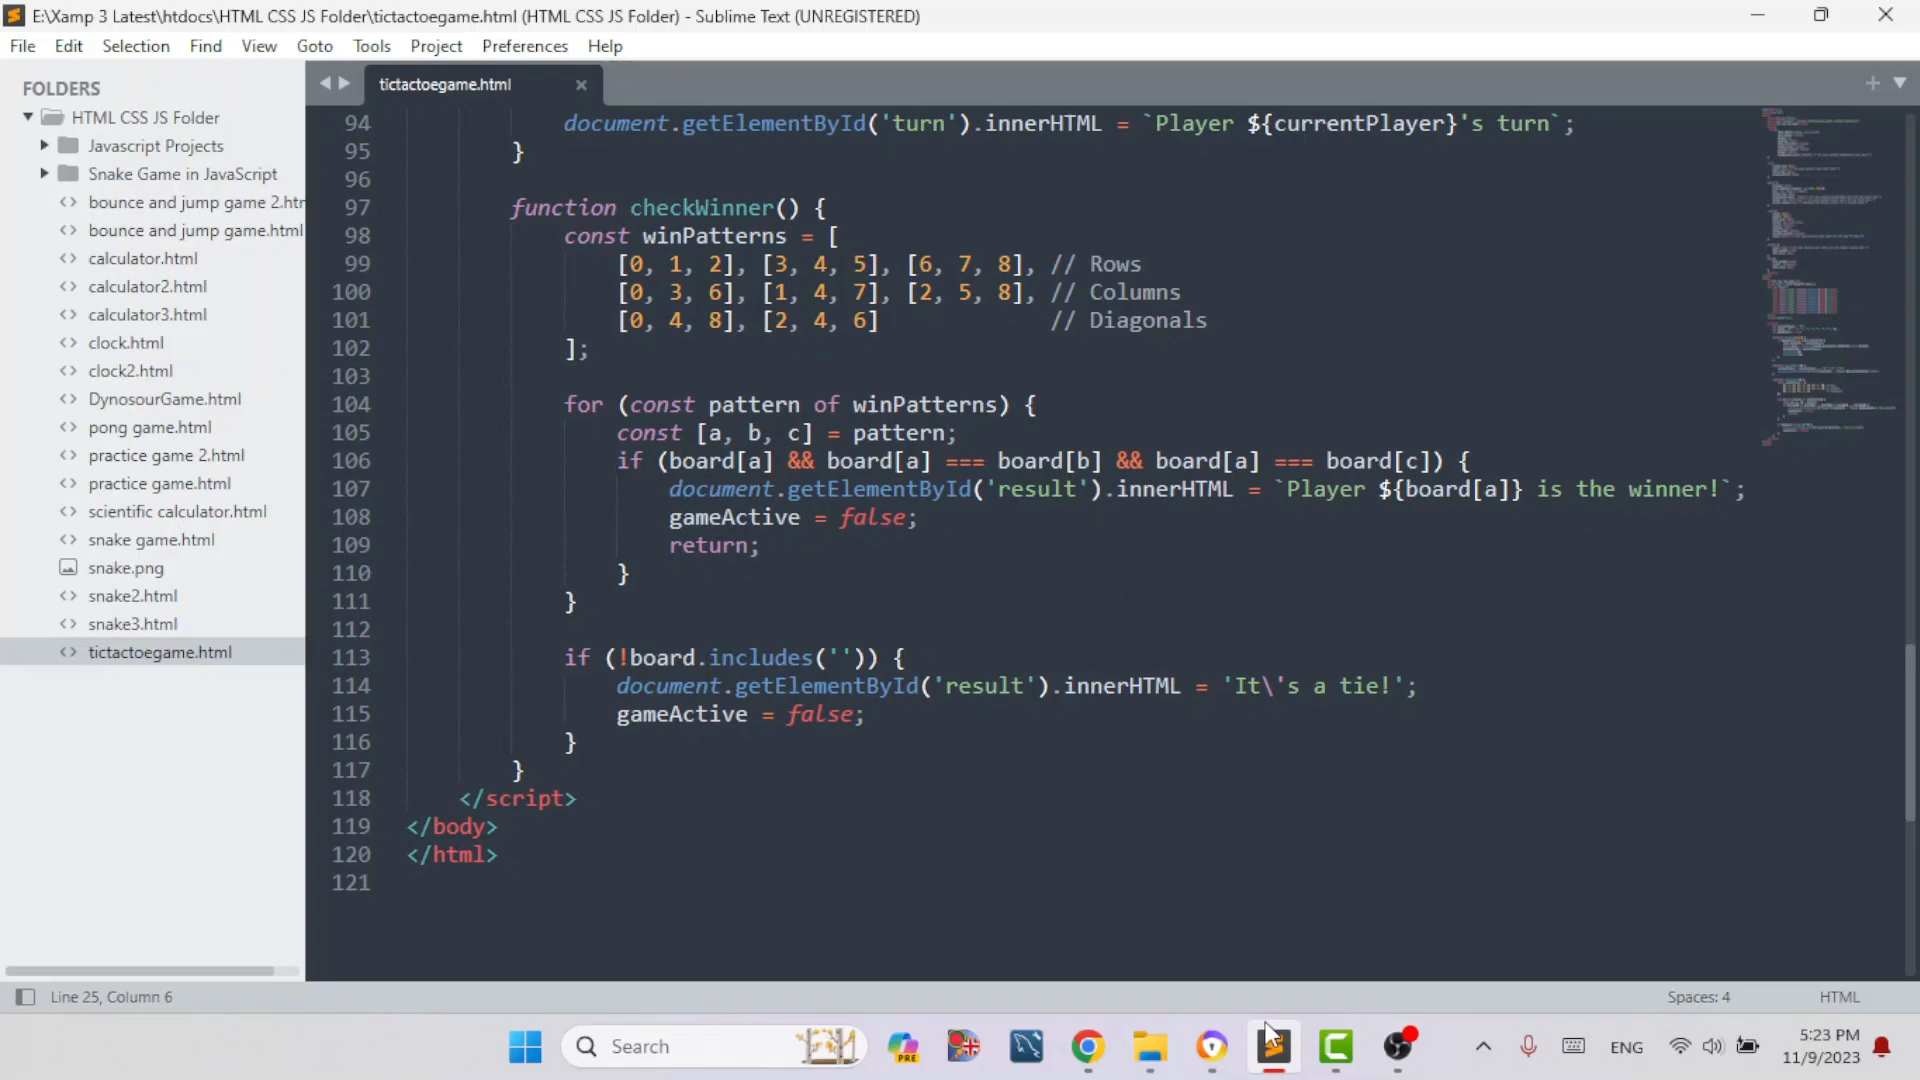 E:\Xamp 3 Latest\htdocs\HTML CSS JS Folder\tictactoegame.html (HTML CSS JS Folder) - Sublime Text (UNREGISTERED)
File Edit Selection Find View Goto Tools Project Preferences Help
FOLDERS
HTML CSS JS Folder
Javascript Projects
Snake Game in JavaScript
bounce and jump game 2.htm
bounce and jump game.html
calculator.html
calculator2.html
calculator3.html
clock.html
clock2.html
DynosourGame.html
pong game.html
practice game 2.html
practice game.html
scientific calculator.html
snake game.html
snake.png
snake2.html
snake3.html
tictactoegame.html
tictactoegame.html
94 document.getElementById('turn').innerHTML = `Player ${currentPlayer}'s turn`;
95 }
96
97 function checkWinner() {
98 const winPatterns = [
99 [0, 1, 2], [3, 4, 5], [6, 7, 8], // Rows
100 [0, 3, 6], [1, 4, 7], [2, 5, 8], // Columns
101 [0, 4, 8], [2, 4, 6] // Diagonals
102 ];
103
104 for (const pattern of winPatterns) {
105 const [a, b, c] = pattern;
106 if (board[a] && board[a] === board[b] && board[a] === board[c]) {
107 document.getElementById('result').innerHTML = `Player ${board[a]} is the winner!`;
108 gameActive = false;
109 return;
110 }
111 }
112
113 if (!board.includes('')) {
114 document.getElementById('result').innerHTML = 'It\'s a tie!';
115 gameActive = false;
116 }
117 }
118 </script>
119 </body>
120 </html>
121
Line 25, Column 6
Spaces: 4
HTML
Search
PRE
ENG
5:23 PM
11/9/2023